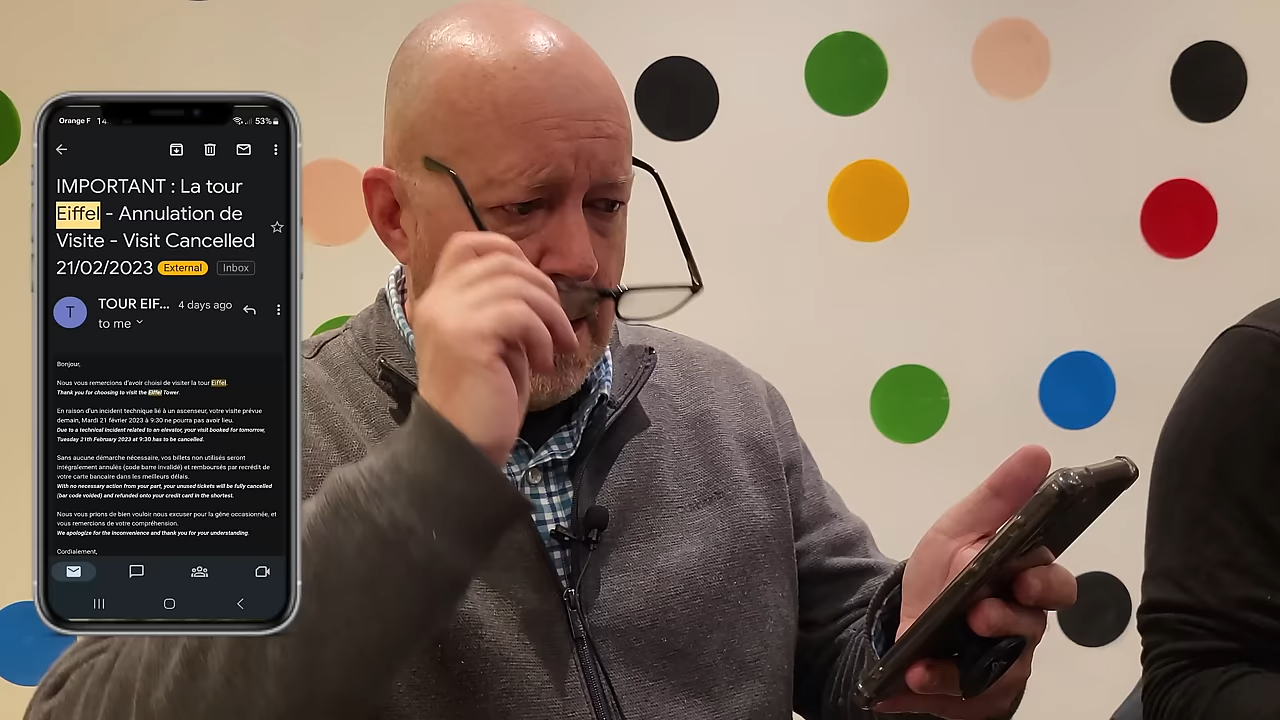 Orange F 14
53%
IMPORTANT : La tour
Eiffel - Annulation de
Visite - Visit Cancelled
21/02/2023 External Inbox
T
TOUR EIF... 4 days ago
to me
Bonjour,
Nous vous remercions d'avoir choisi de visiter la tour Eiffel.
Thank you for choosing to visit the Eiffel Tower.
En raison d'un incident technique lié à un ascenseur, votre visite prévue
demain, Mardi 21 février 2023 à 9:30 ne pourra pas avoir lieu.
Due to a technical incident related to an elevator, your visit booked for tomorrow,
Tuesday 21th February 2023 at 9:30 has to be cancelled.
Sans aucune démarche nécessaire, vos billets non utilisés seront
intégralement annulés (code barre invalidé) et remboursés par recrédit de
votre carte bancaire dans les meilleurs délais.
With no necessary action from your part, your unused tickets will be fully cancelled
(bar code voided) and refunded onto your credit card in the shortest.
Nous vous prions de bien vouloir nous excuser pour la gêne occasionnée, et
vous remercions de votre compréhension.
We apologize for the inconvenience and thank you for your understanding.
Cordialement,